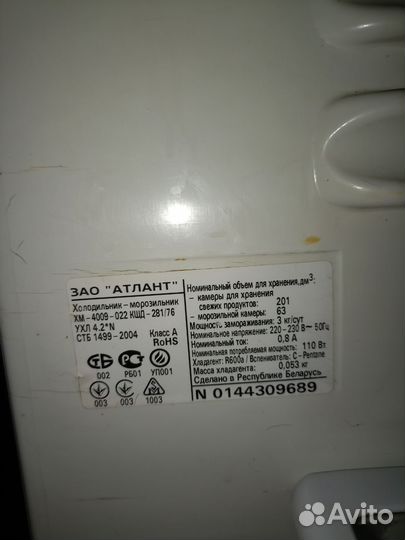 ЗАО "АТЛАНТ"
Холодильник-морозильник
ХМ-4009-022 КШД-281/76
УХЛ 4.2*N
СТБ 1499-2004 Класс А
RoHS
002 РБ01 УП001
003 003 1003
Номинальный объем для хранения,дм³:
- камеры для хранения
свежих продуктов: 201
- морозильной камеры: 63
Мощность замораживания: 3 кг/сут
Номинальное напряжение: 220-230 В~ 50Гц
Номинальный ток: 0,8 А
Номинальная потребляемая мощность: 110 Вт
Хладагент: R600a / Вспениватель: C-Pentane
Масса хладагента: 0,053 кг
Сделано в Республике Беларусь
N 0144309689
Avito